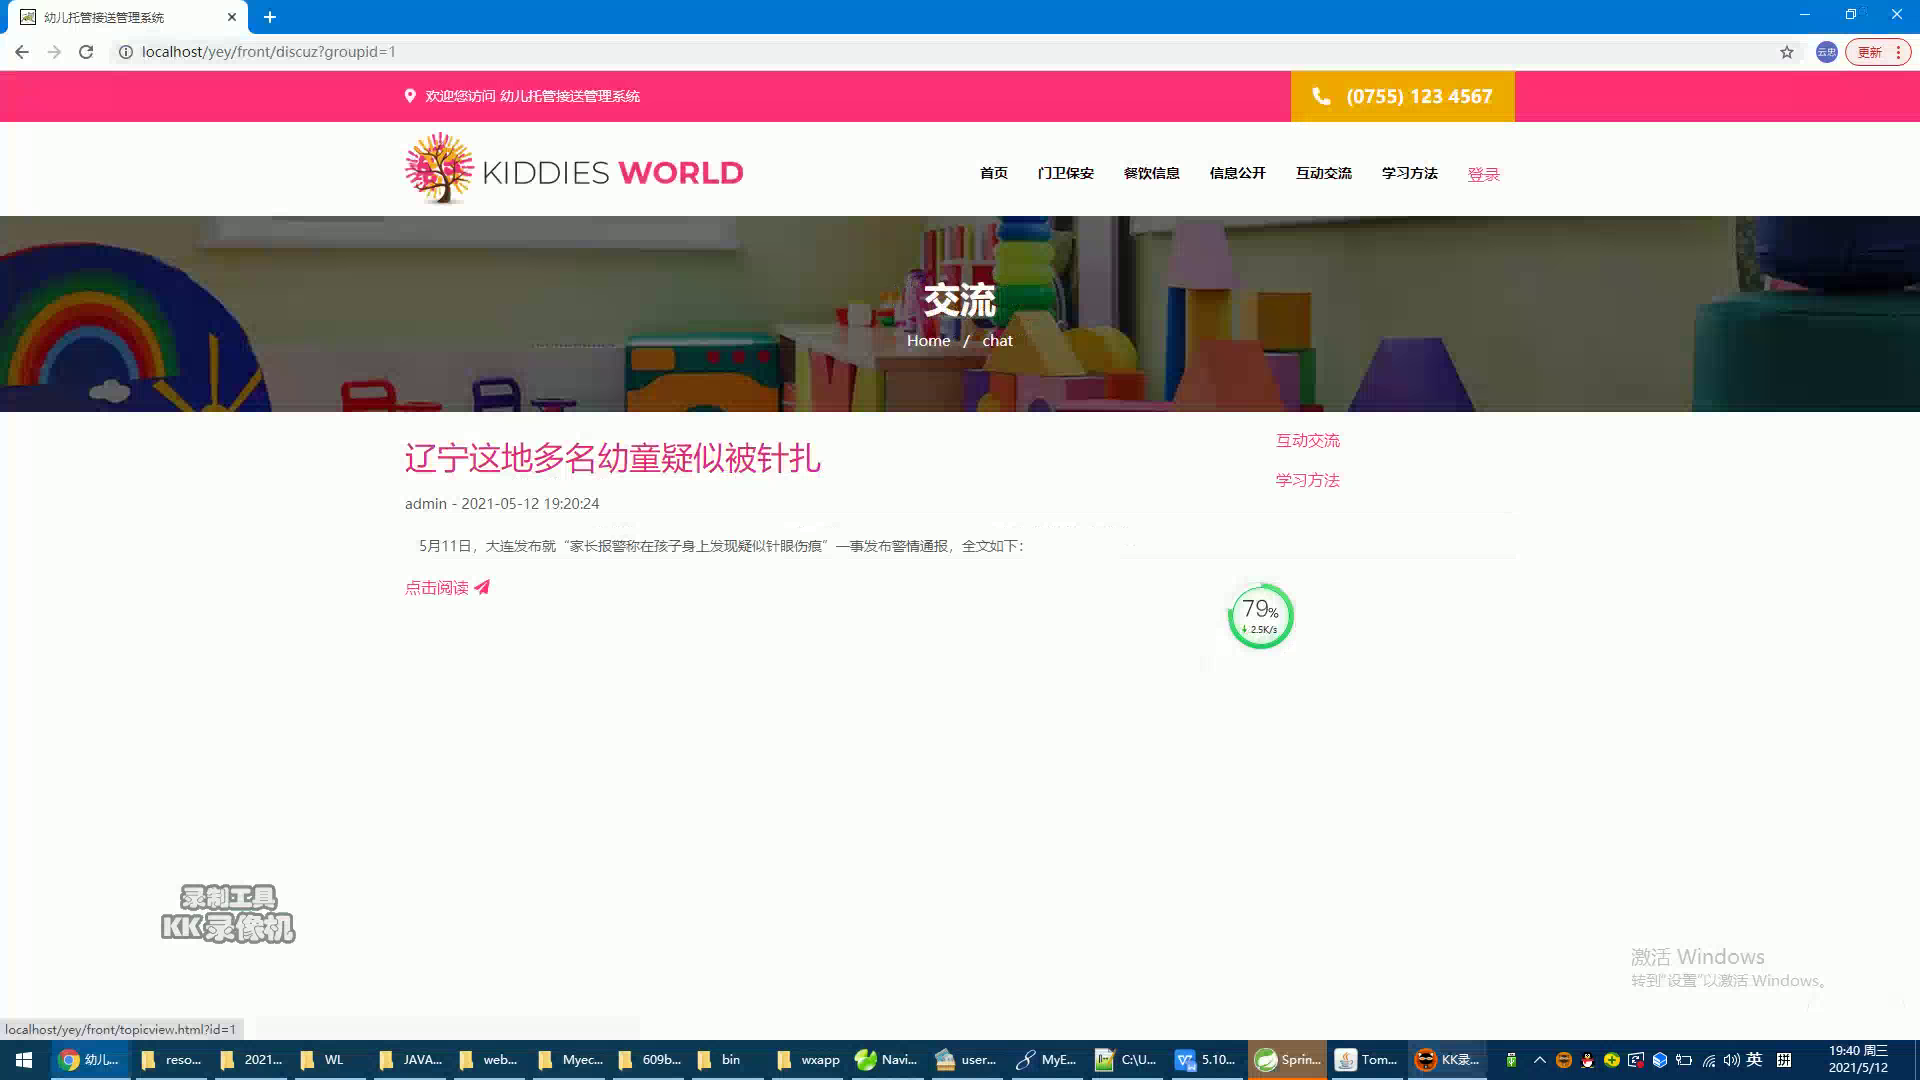 幼儿托管接送管理系统
localhost/yey/front/discuz?groupid=1
云忠
更新
欢迎您访问 幼儿托管接送管理系统
(0755) 123 4567
KIDDIES WORLD
首页
门卫保安
餐饮信息
信息公开
互动交流
学习方法
登录
交流
Home / chat
辽宁这地多名幼童疑似被针扎
admin - 2021-05-12 19:20:24
5月11日，大连发布就“家长报警称在孩子身上发现疑似针眼伤痕”一事发布警情通报，全文如下：
点击阅读
互动交流
学习方法
79%
2.5K/s
录制工具
KK录像机
激活 Windows
转到“设置”以激活 Windows。
localhost/yey/front/topicview.html?id=1
幼儿...
reso...
2021...
WL
JAVA...
web...
Myec...
609b...
bin
wxapp
Navi...
user...
MyE...
C:\U...
5.10...
Sprin...
Tom...
KK录...
英
拼
19:40 周三
2021/5/12